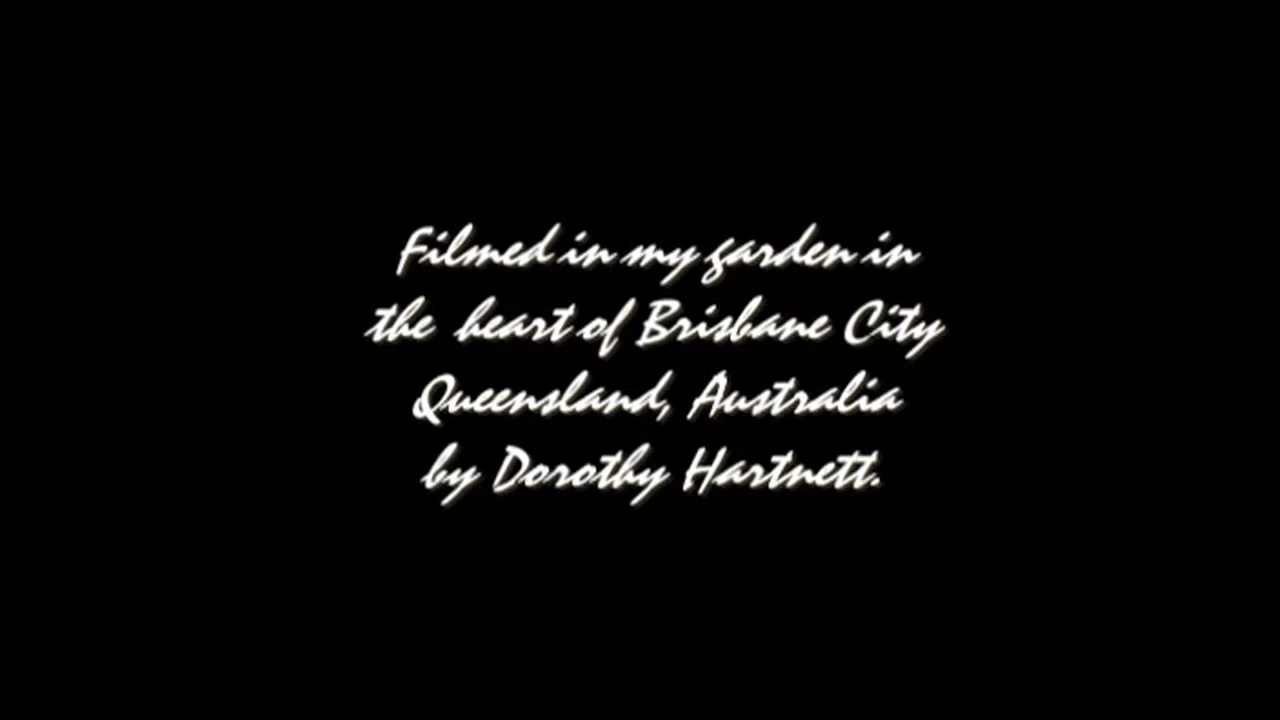 Filmed in my garden in
the heart of Brisbane City
Queensland, Australia
by Dorothy Hartnett.